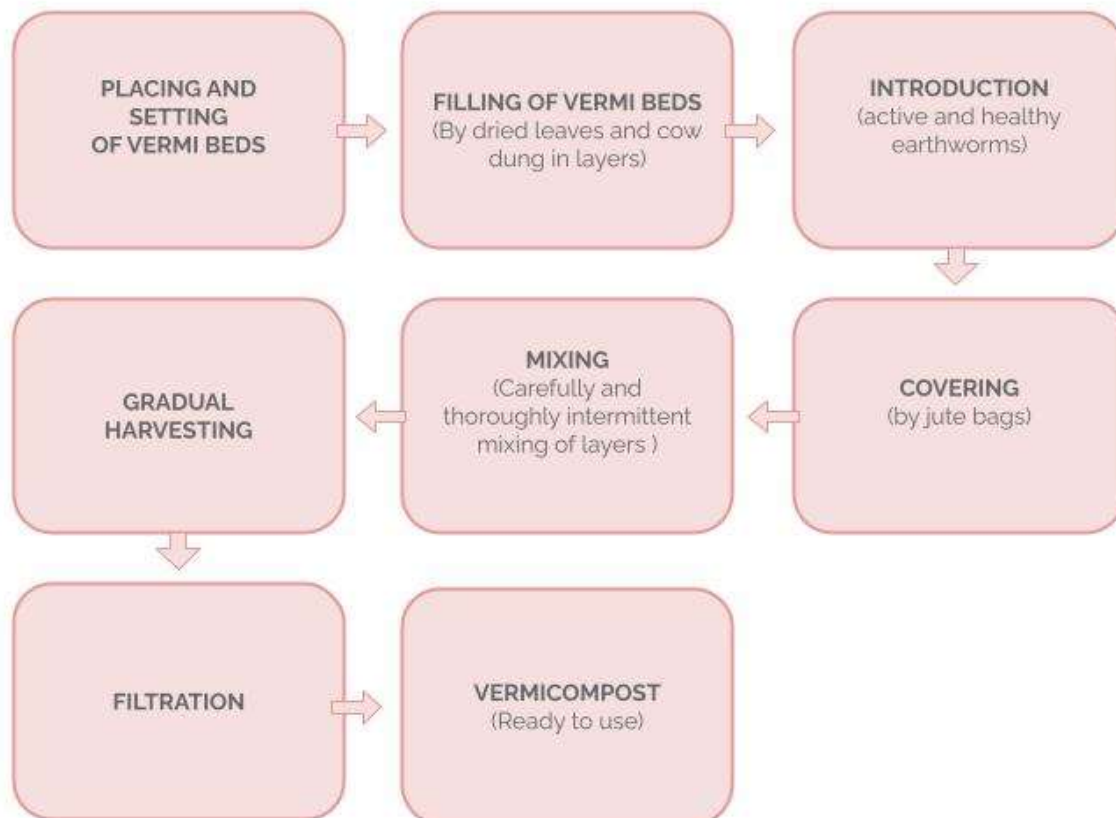 PLACING AND
SETTING
OF VERMI BEDS
FILLING OF VERMI BEDS
(By dried leaves and cow
dung in layers)
INTRODUCTION
(active and healthy
earthworms)
COVERING
(by jute bags)
MIXING
(Carefully and
thoroughly intermittent
mixing of layers )
GRADUAL
HARVESTING
FILTRATION
VERMICOMPOST
(Ready to use)